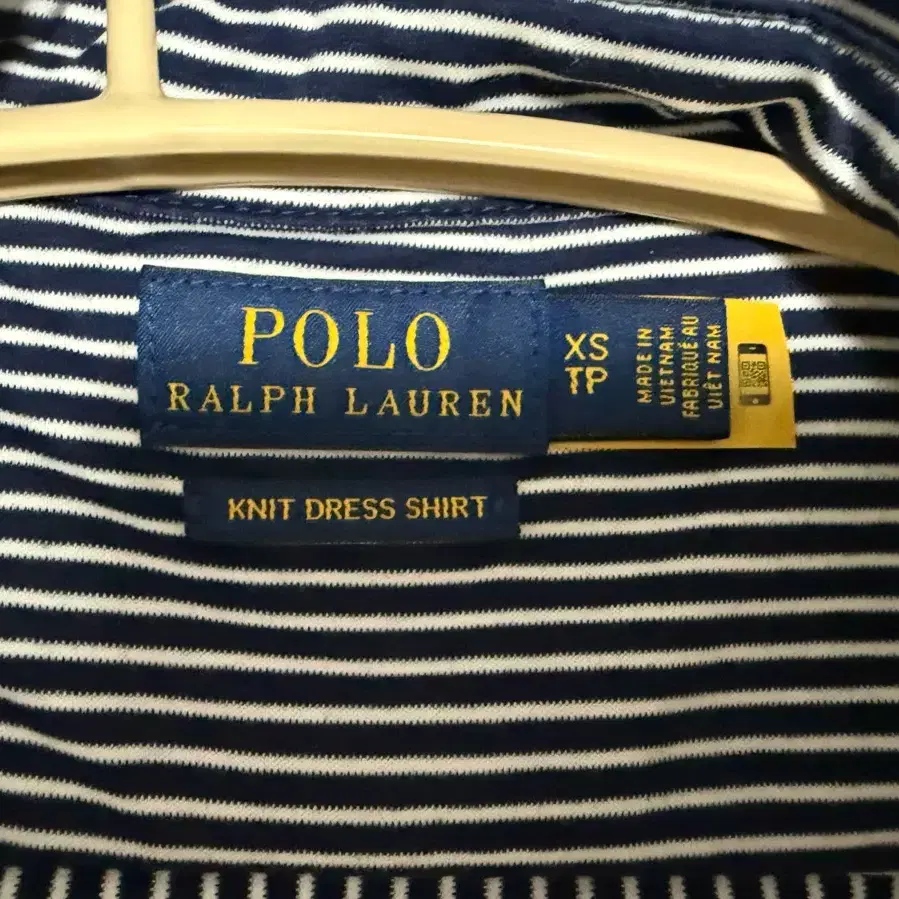 POLO
RALPH LAUREN
XS
TP
MADE IN
VIETNAM
FABRIQUÉ AU
VIÊT NAM
KNIT DRESS SHIRT